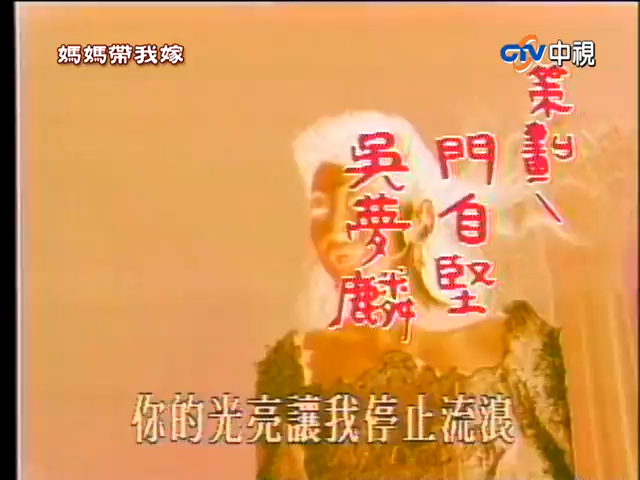 媽媽帶我嫁
CTV中視
策劃、
門自堅
吳夢麟
你的光亮讓我停止流浪